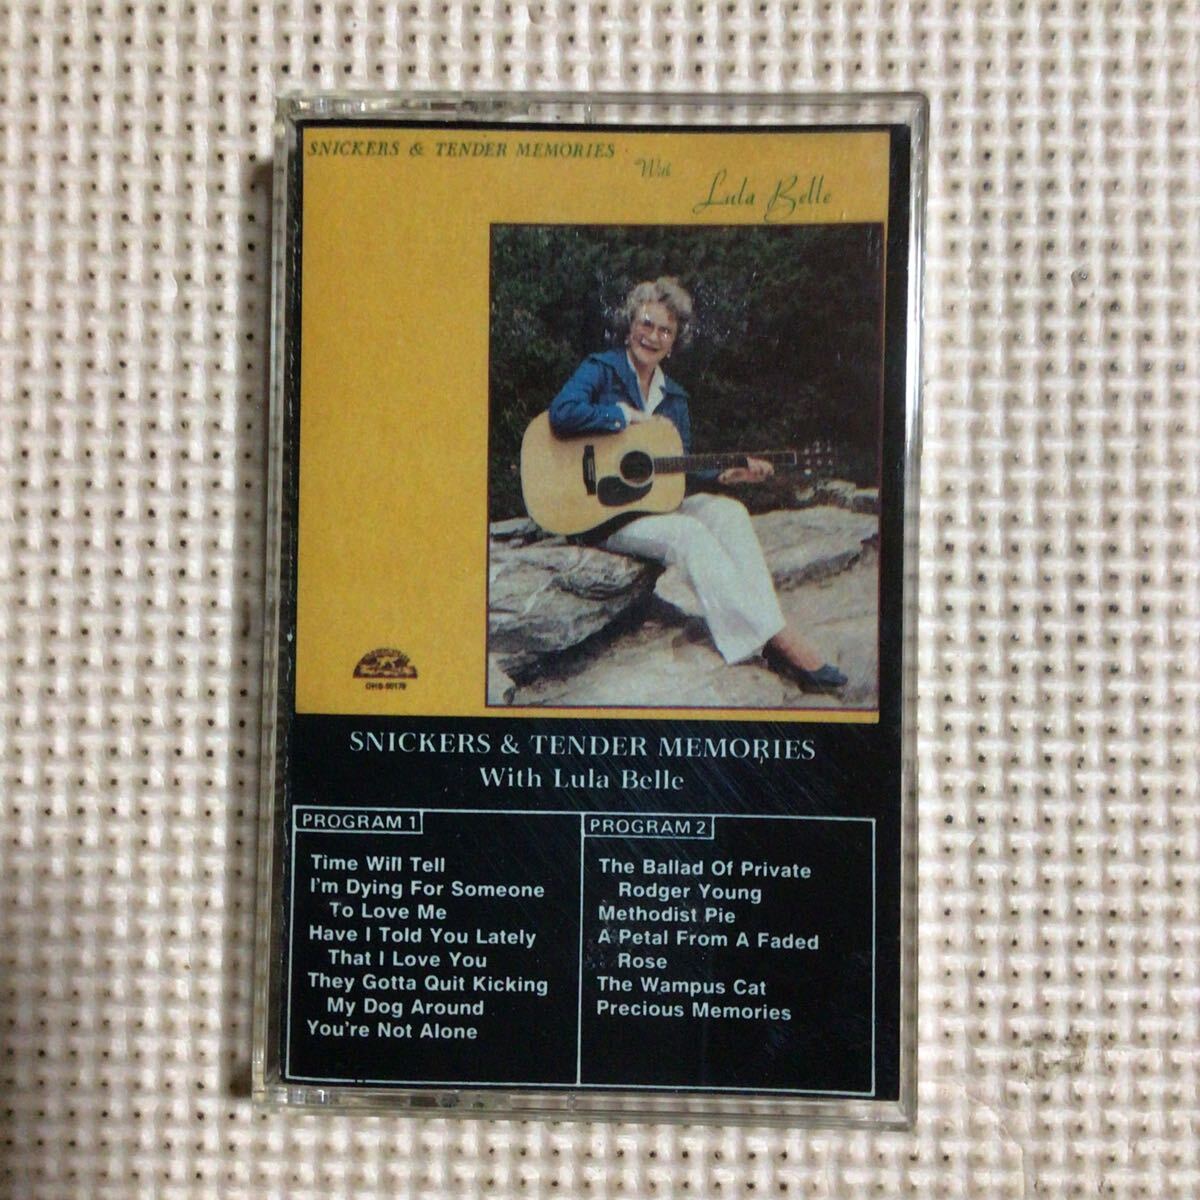 SNICKERS & TENDER MEMORIES
With
Lula Belle
OHS-90179
SNICKERS & TENDER MEMORIES
With Lula Belle
PROGRAM 1
Time Will Tell
I'm Dying For Someone
To Love Me
Have I Told You Lately
That I Love You
They Gotta Quit Kicking
My Dog Around
You're Not Alone
PROGRAM 2
The Ballad Of Private
Rodger Young
Methodist Pie
A Petal From A Faded
Rose
The Wampus Cat
Precious Memories